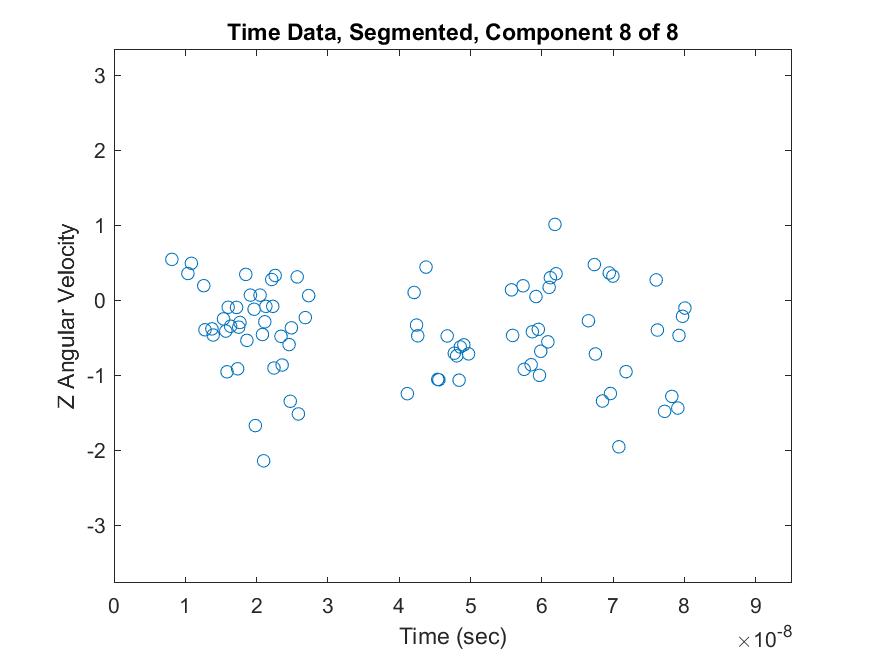 Time Data, Segmented, Component 8 of 8
3
2
1
0
-1
-2
-3
Z Angular Velocity
0 1 2 3 4 5 6 7 8 9
Time (sec)
×10-8